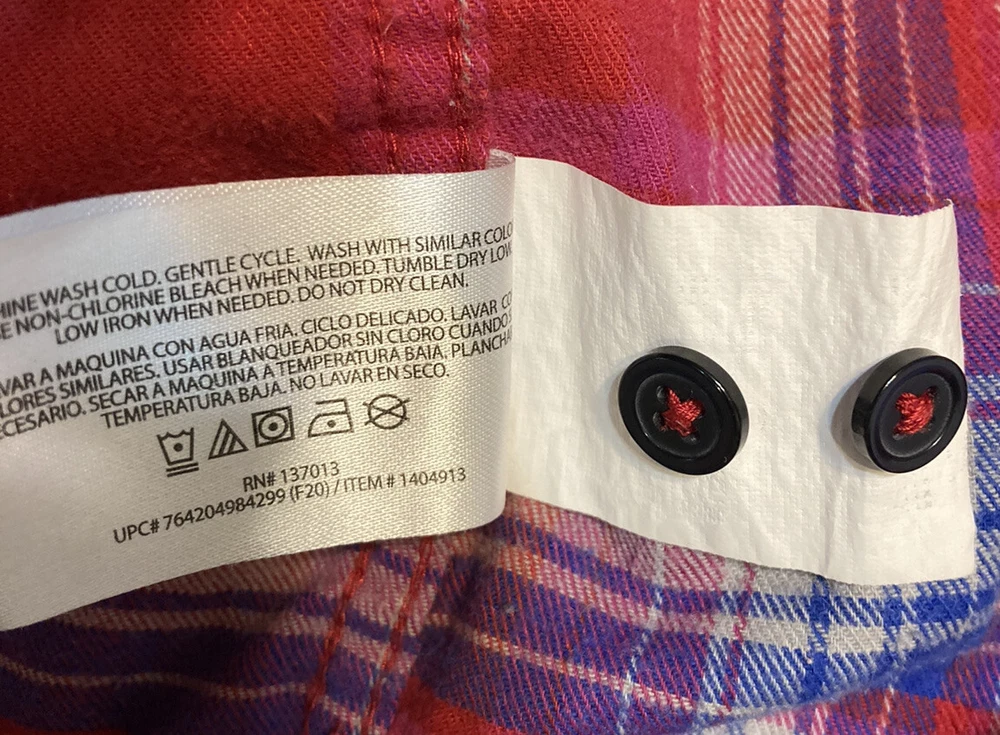 HINE WASH COLD. GENTLE CYCLE. WASH WITH SIMILAR COLO
E NON-CHLORINE BLEACH WHEN NEEDED. TUMBLE DRY LOW.
LOW IRON WHEN NEEDED. DO NOT DRY CLEAN.
VAR A MAQUINA CON AGUA FRIA. CICLO DELICADO. LAVAR CO
LORES SIMILARES. USAR BLANQUEADOR SIN CLORO CUANDO S
ECESARIO. SECAR A MAQUINA A TEMPERATURA BAIA. PLANCHA
TEMPERATURA BAJA. NO LAVAR EN SECO.
RN# 137013
UPC# 764204984299 (F20) / ITEM # 1404913